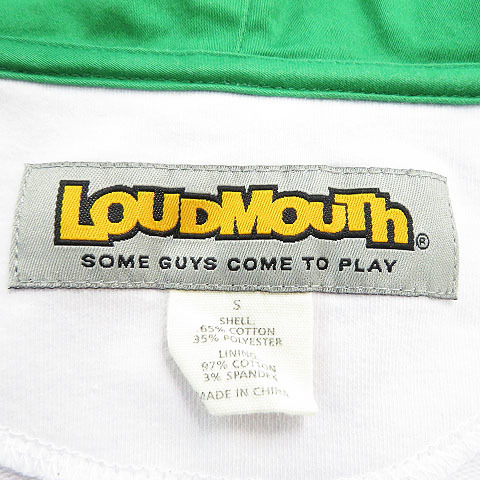 LOUDMOUTH®
SOME GUYS COME TO PLAY
S
SHELL
65% COTTON
35% POLYESTER
LINING
97% COTTON
3% SPANDEX
MADE IN CHINA